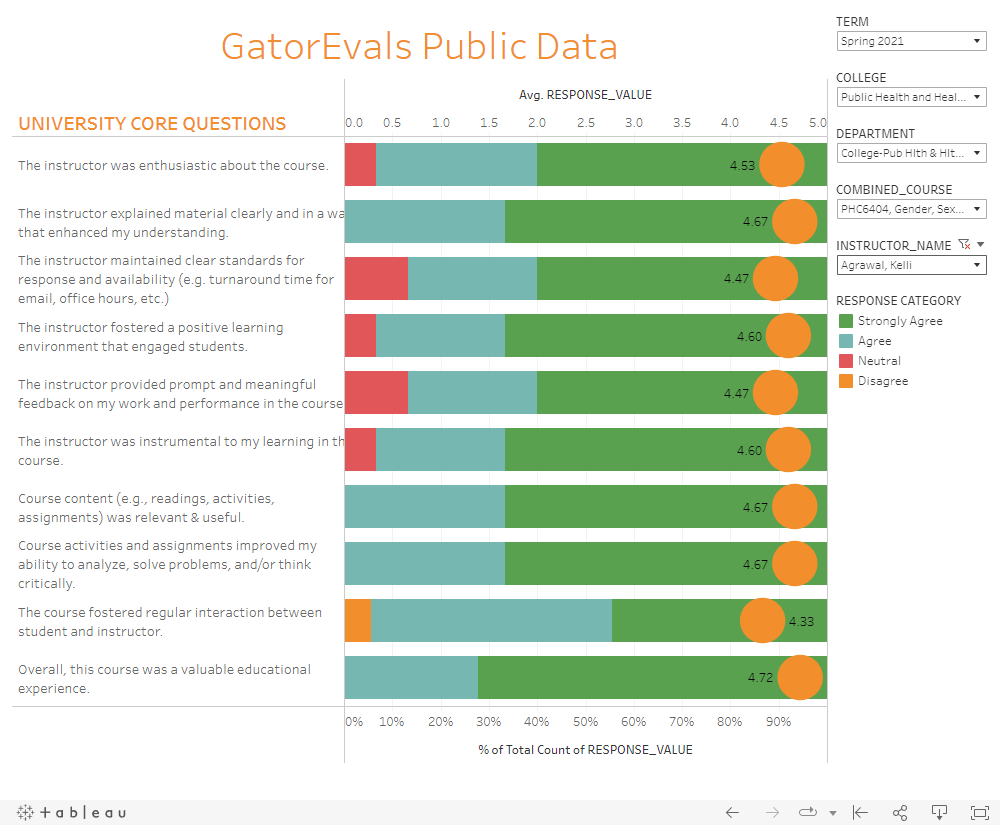 GatorEvals Public Data
TERM
Spring 2021
COLLEGE
Public Health and Heal...
DEPARTMENT
College-Pub Hlth & Hlt...
COMBINED_COURSE
PHC6404, Gender, Sex...
INSTRUCTOR_NAME
Agrawal, Kelli
RESPONSE CATEGORY
Strongly Agree
Agree
Neutral
Disagree
Avg. RESPONSE_VALUE
UNIVERSITY CORE QUESTIONS
0.0 0.5 1.0 1.5 2.0 2.5 3.0 3.5 4.0 4.5 5.0
The instructor was enthusiastic about the course.
4.53
The instructor explained material clearly and in a wa
that enhanced my understanding.
4.67
The instructor maintained clear standards for
response and availability (e.g. turnaround time for
email, office hours, etc.)
4.47
The instructor fostered a positive learning
environment that engaged students.
4.60
The instructor provided prompt and meaningful
feedback on my work and performance in the course
4.47
The instructor was instrumental to my learning in th
course.
4.60
Course content (e.g., readings, activities,
assignments) was relevant & useful.
4.67
Course activities and assignments improved my
ability to analyze, solve problems, and/or think
critically.
4.67
The course fostered regular interaction between
student and instructor.
4.33
Overall, this course was a valuable educational
experience.
4.72
0% 10% 20% 30% 40% 50% 60% 70% 80% 90%
% of Total Count of RESPONSE_VALUE
+ableau